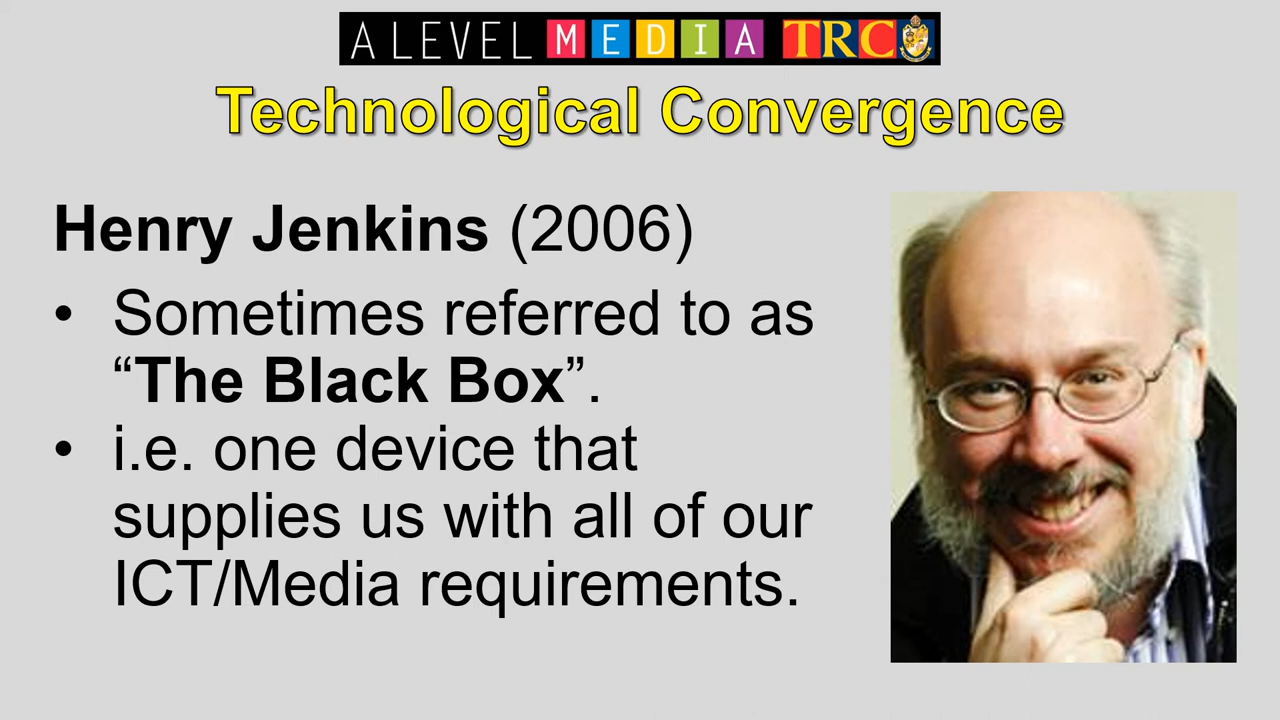 A LEVEL MEDIA TRC
Technological Convergence
Henry Jenkins (2006)
• Sometimes referred to as
“The Black Box”.
• i.e. one device that
supplies us with all of our
ICT/Media requirements.